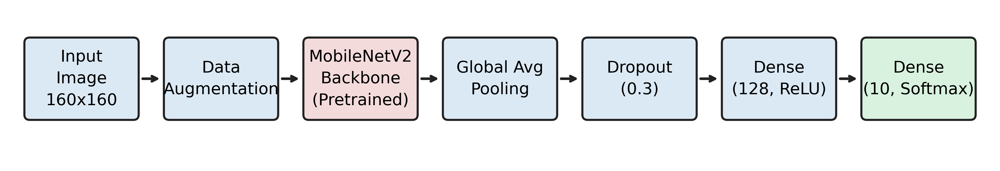 Input
Image
160x160
Data
Augmentation
MobileNetV2
Backbone
(Pretrained)
Global Avg
Pooling
Dropout
(0.3)
Dense
(128, ReLU)
Dense
(10, Softmax)